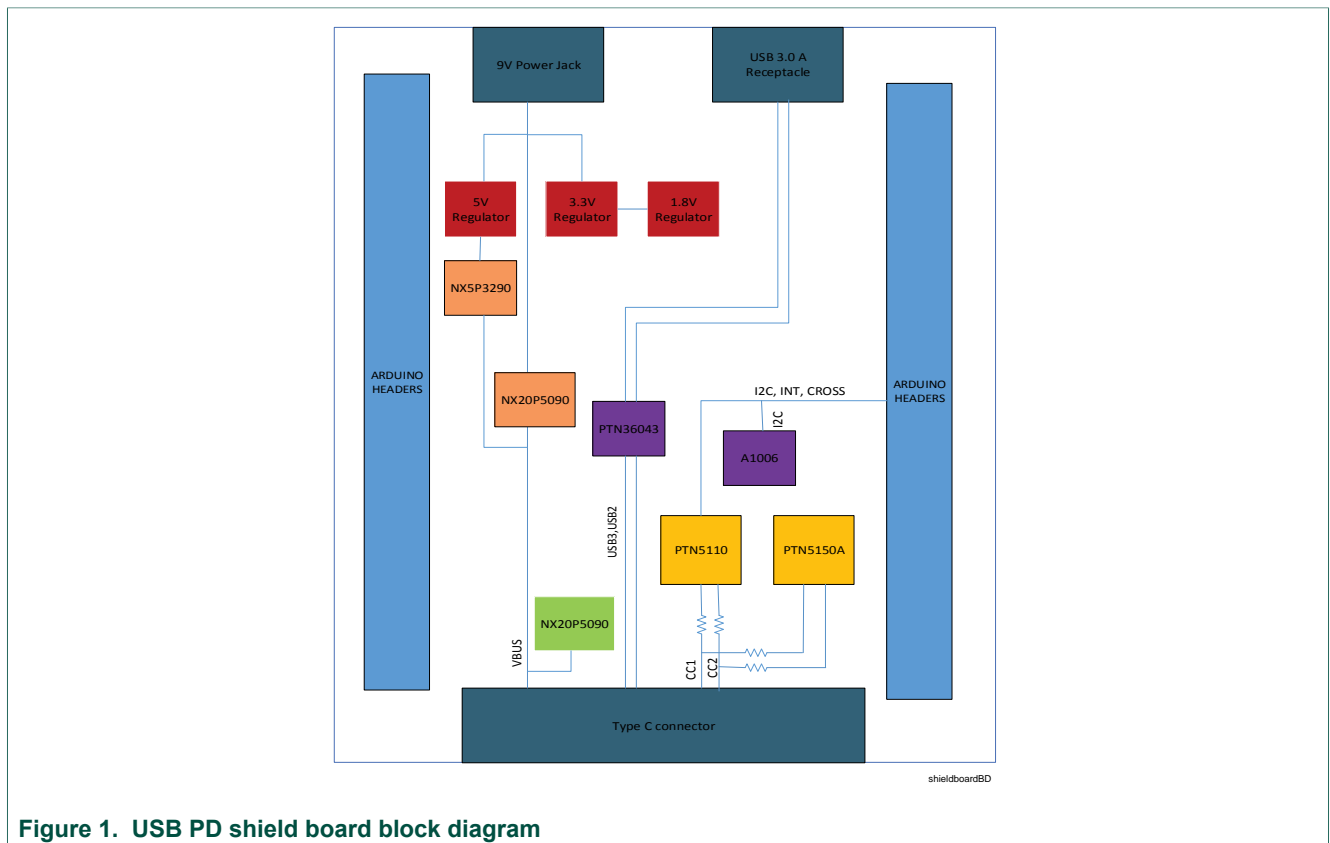 9V Power Jack
USB 3.0 A
Receptacle
5V
Regulator
3.3V
Regulator
1.8V
Regulator
NX5P3290
ARDUINO
HEADERS
NX20P5090
PTN36043
I2C, INT, CROSS
I2C
A1006
ARDUINO
HEADERS
USB3,USB2
PTN5110
PTN5150A
NX20P5090
VBUS
CC1
CC2
Type C connector
shieldboardBD
Figure 1. USB PD shield board block diagram